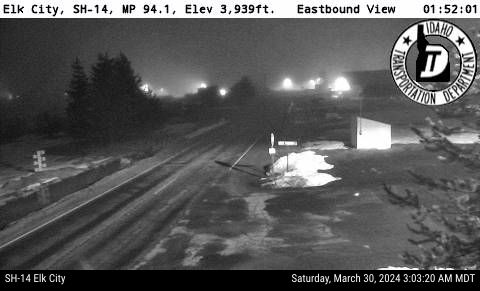 Elk City, SH-14, MP 94.1, Elev 3,939ft. Eastbound View 01:52:01
IDAHO
TRANSPORTATION DEPARTMENT
SH-14 Elk City Saturday, March 30, 2024 3:03:20 AM MDT